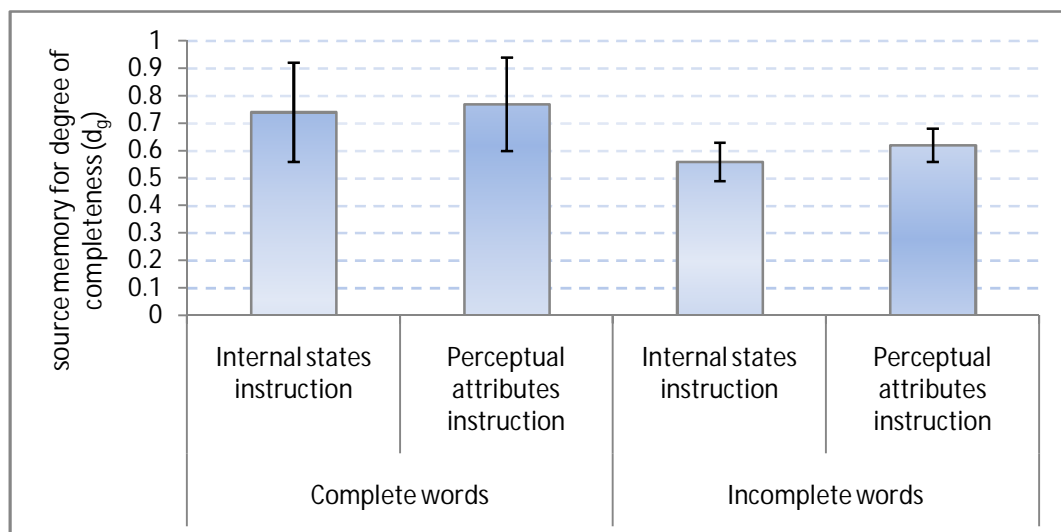 source memory for degree of
completeness (dg)
1
0.9
0.8
0.7
0.6
0.5
0.4
0.3
0.2
0.1
0
Internal states
instruction
Perceptual
attributes
instruction
Internal states
instruction
Perceptual
attributes
instruction
Complete words
Incomplete words